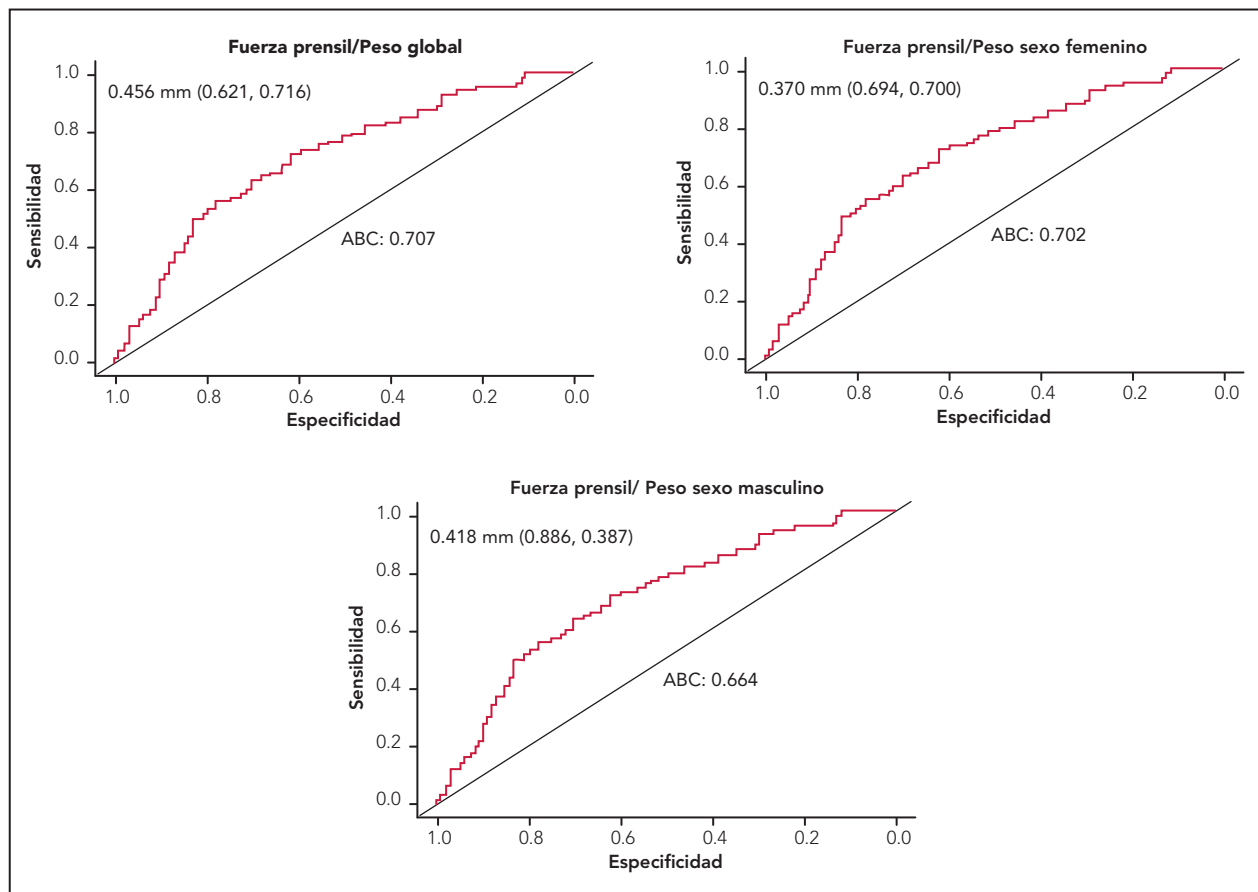 Fuerza prensil/Peso global
0.456 mm (0.621, 0.716)
1.0
0.8
0.6
0.4
0.2
0.0
Sensibilidad
ABC: 0.707
1.0 0.8 0.6 0.4 0.2 0.0
Especificidad
Fuerza prensil/Peso sexo femenino
0.370 mm (0.694, 0.700)
1.0
0.8
0.6
0.4
0.2
0.0
Sensibilidad
ABC: 0.702
1.0 0.8 0.6 0.4 0.2 0.0
Especificidad
Fuerza prensil/ Peso sexo masculino
0.418 mm (0.886, 0.387)
1.0
0.8
0.6
0.4
0.2
0.0
Sensibilidad
ABC: 0.664
1.0 0.8 0.6 0.4 0.2 0.0
Especificidad